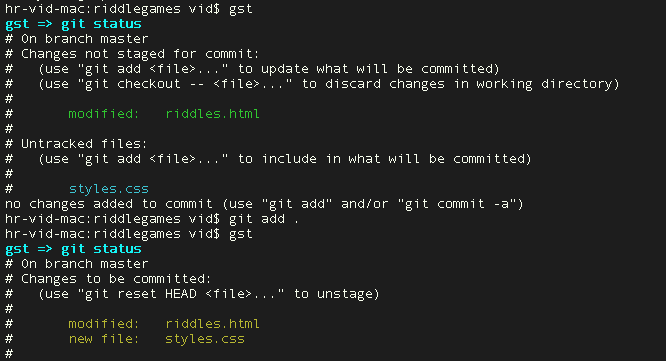 hr-vid-mac:riddlegames vid$ gst
gst => git status
# On branch master
# Changes not staged for commit:
#   (use "git add <file>..." to update what will be committed)
#   (use "git checkout -- <file>..." to discard changes in working directory)
#
#       modified:   riddles.html
#
# Untracked files:
#   (use "git add <file>..." to include in what will be committed)
#
#       styles.css
no changes added to commit (use "git add" and/or "git commit -a")
hr-vid-mac:riddlegames vid$ git add .
hr-vid-mac:riddlegames vid$ gst
gst => git status
# On branch master
# Changes to be committed:
#   (use "git reset HEAD <file>..." to unstage)
#
#       modified:   riddles.html
#       new file:   styles.css
#